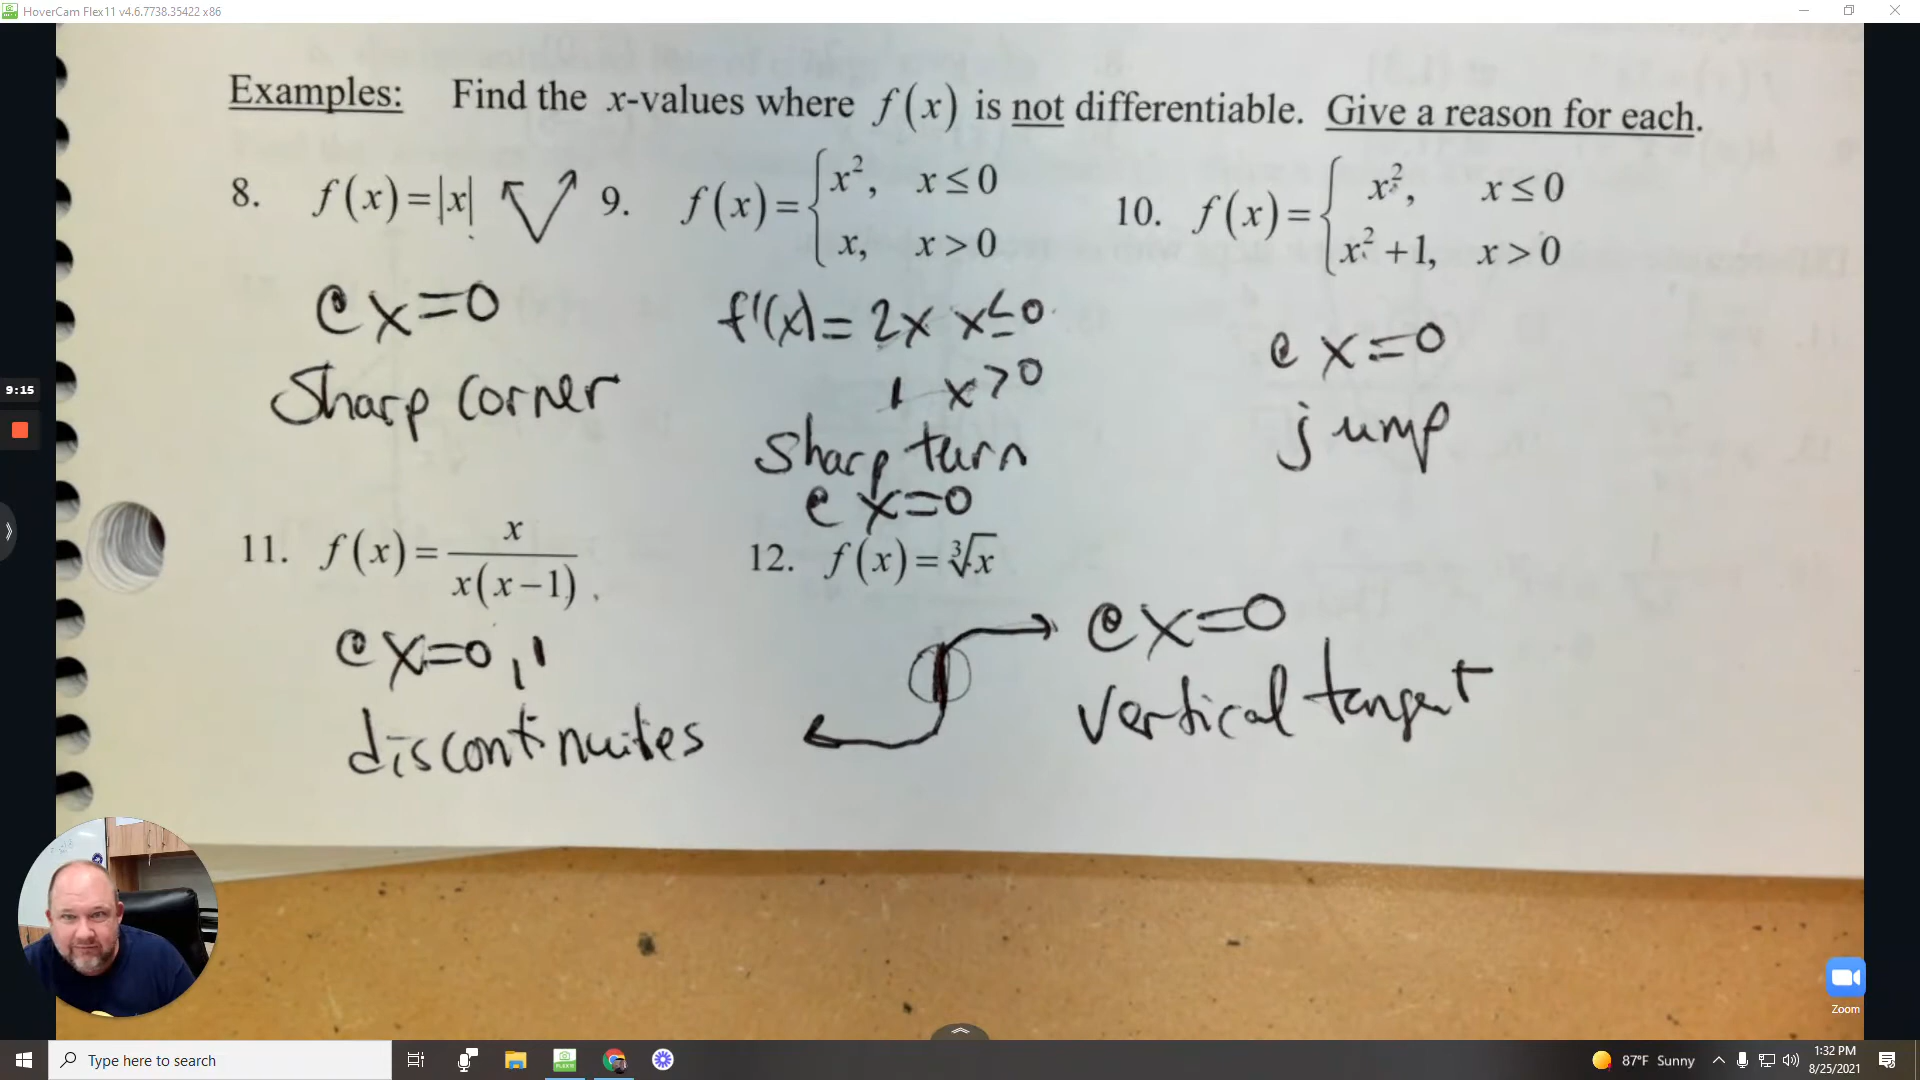 HoverCam Flex11 v4.6.7738.35422 x86
Examples: Find the x-values where f(x) is not differentiable. Give a reason for each.
8. f(x)=|x|
9. f(x)={x², x≤0
x, x>0
10. f(x)={x², x≤0
x²+1, x>0
@ x=0
Sharp corner
f'(x)= 2x x≤0
1 x>0
Sharp turn
@ x=0
@ x=0
jump
9:15
11. f(x)=x/x(x−1)
@ x=0,1
discontinuites
12. f(x)=∛x
@ x=0
vertical tangent
Zoom
Type here to search
FLEX11
87°F Sunny
1:32 PM
8/25/2021